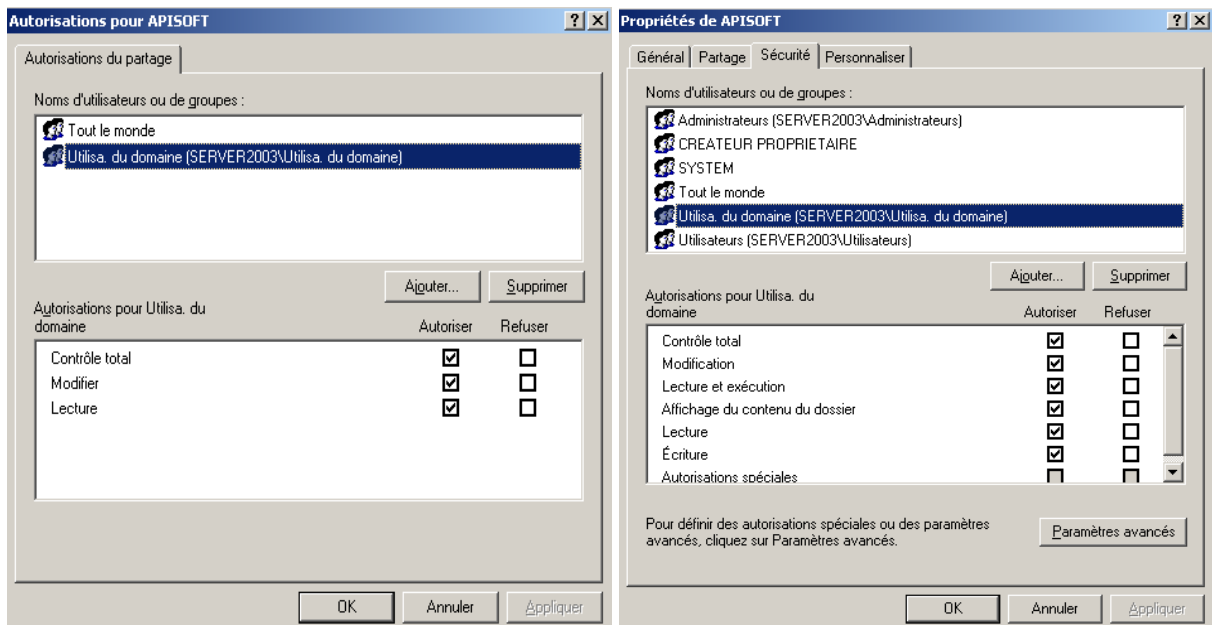 Autorisations pour APISOFT
Autorisations du partage
Noms d'utilisateurs ou de groupes :
Tout le monde
Utilisa. du domaine (SERVER2003\Utilisa. du domaine)
Ajouter... Supprimer
Autorisations pour Utilisa. du
domaine Autoriser Refuser
Contrôle total
Modifier
Lecture
OK Annuler Appliquer
Propriétés de APISOFT
Général Partage Sécurité Personnaliser
Noms d'utilisateurs ou de groupes :
Administrateurs (SERVER2003\Administrateurs)
CREATEUR PROPRIETAIRE
SYSTEM
Tout le monde
Utilisa. du domaine (SERVER2003\Utilisa. du domaine)
Utilisateurs (SERVER2003\Utilisateurs)
Ajouter... Supprimer
Autorisations pour Utilisa. du
domaine Autoriser Refuser
Contrôle total
Modification
Lecture et exécution
Affichage du contenu du dossier
Lecture
Écriture
Autorisations spéciales
Pour définir des autorisations spéciales ou des paramètres
avancés, cliquez sur Paramètres avancés.
Paramètres avancés
OK Annuler Appliquer